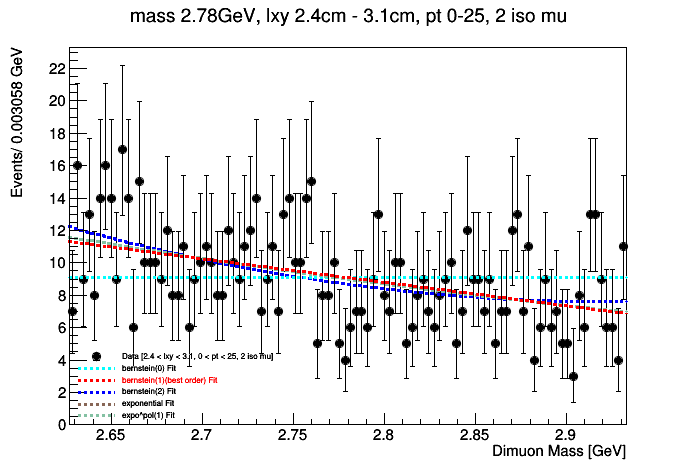 mass 2.78GeV, lxy 2.4cm - 3.1cm, pt 0-25, 2 iso mu
Events/ 0.003058 GeV
22
20
18
16
14
12
10
8
6
4
2
0
Data [2.4 < lxy < 3.1, 0 < pt < 25, 2 iso mu]
bernstein(0) Fit
bernstein(1)(best order) Fit
bernstein(2) Fit
exponential Fit
expo*pol(1) Fit
2.65 2.7 2.75 2.8 2.85 2.9
Dimuon Mass [GeV]